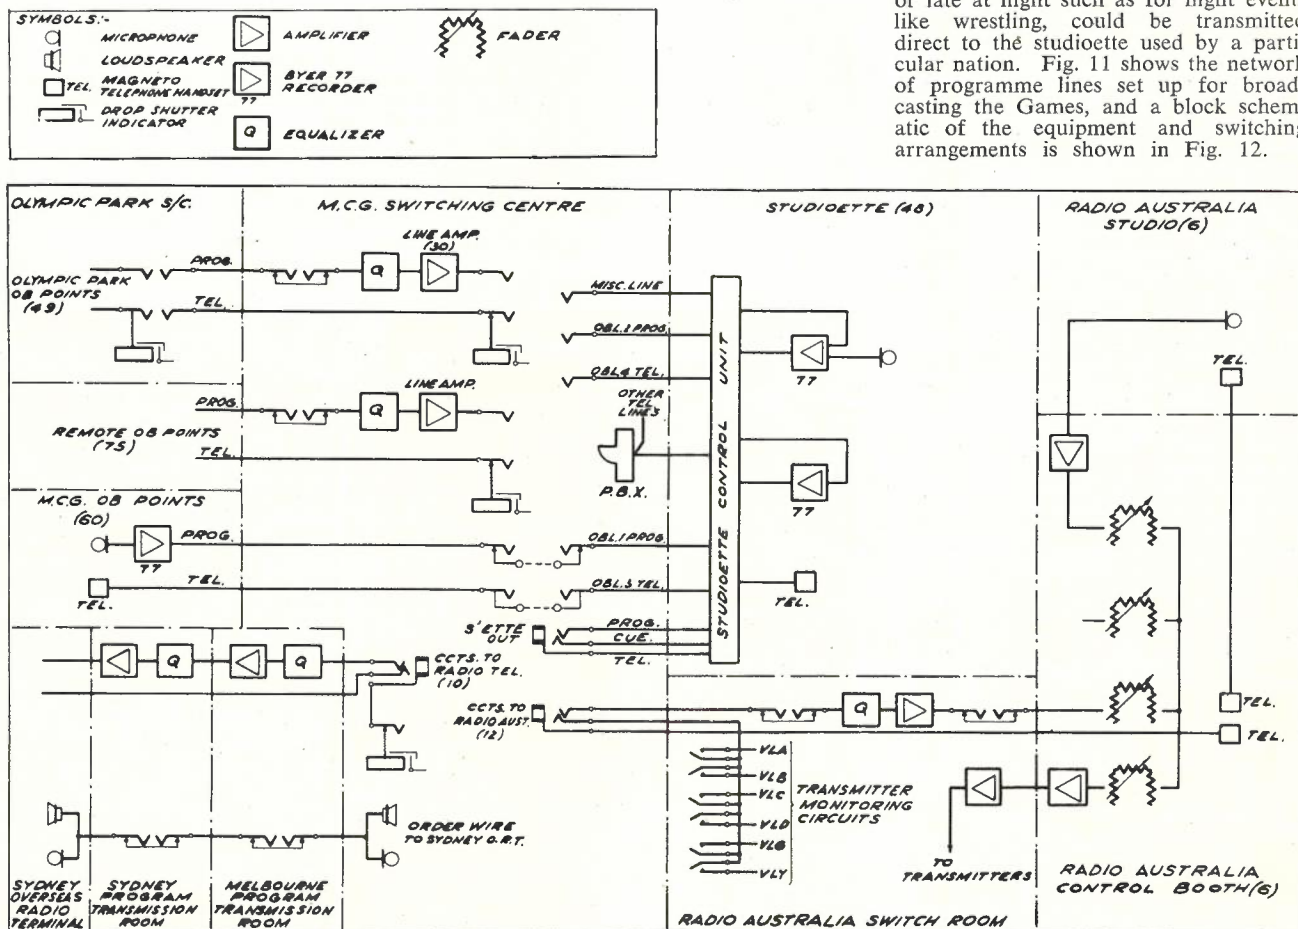 SYMBOLS:-
MICROPHONE
LOUDSPEAKER
TEL. MAGNETO
TELEPHONE HANDSET
DROP SHUTTER
INDICATOR
AMPLIFIER
BYER 77
RECORDER
77
Q EQUALIZER
FADER
of late at night such as for night event
like wrestling, could be transmitted
direct to the studioette used by a parti
cular nation. Fig. 11 shows the network
of programme lines set up for broad
casting the Games, and a block schem
atic of the equipment and switching
arrangements is shown in Fig. 12.
OLYMPIC PARK S/C.
M.C.G. SWITCHING CENTRE
STUDIOETTE (48)
RADIO AUSTRALIA
STUDIO (6)
OLYMPIC PARK
OB POINTS
(49)
PROG.
TEL.
LINE AMP.
(30)
Q
REMOTE OB POINTS
(75)
PROG.
TEL.
LINE AMP.
Q
M.C.G. OB POINTS
(60)
77
PROG.
TEL.
TEL.
MISC. LINE
OBL.2 PROG.
OBL.4 TEL.
OTHER
TEL
LINES
P.B.X.
OBL.1 PROG.
OBL.3 TEL.
S'ETTE
OUT
PROG.
CUE.
TEL.
STUDIOETTE CONTROL UNIT
77
77
TEL.
TEL.
TEL.
TEL.
Q
Q
CCTS. TO
RADIO TEL.
(10)
CCTS. TO
RADIO AUST.
(12)
Q
VLA
VLB
VLC
VLD
VLG
VLY
TRANSMITTER
MONITORING
CIRCUITS
TO
TRANSMITTERS
ORDER WIRE
TO SYDNEY O.R.T.
SYDNEY
OVERSEAS
RADIO
TERMINAL
SYDNEY
PROGRAM
TRANSMISSION
ROOM
MELBOURNE
PROGRAM
TRANSMISSION
ROOM
RADIO AUSTRALIA SWITCH ROOM
RADIO AUSTRALIA
CONTROL BOOTH (6)